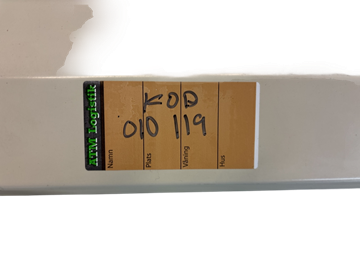 ATM Logistik
KOD
010 119
Namn
Plats
Våning
Hus